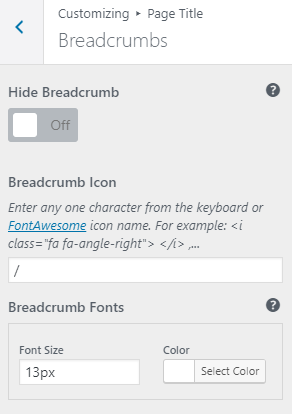 Customizing ▸ Page Title
Breadcrumbs
Hide Breadcrumb
Off
Breadcrumb Icon
Enter any one character from the keyboard or
FontAwesome icon name. For example: <i
class="fa fa-angle-right"> </i> ,...
/
Breadcrumb Fonts
Font Size Color
13px Select Color